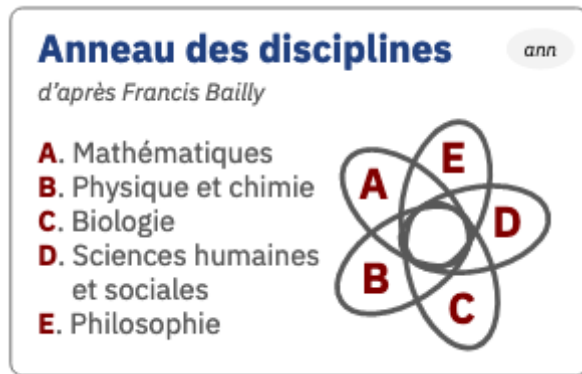 Anneau des disciplines
ann
d'après Francis Bailly
A. Mathématiques
B. Physique et chimie
C. Biologie
D. Sciences humaines
et sociales
E. Philosophie
A
E
D
B
C